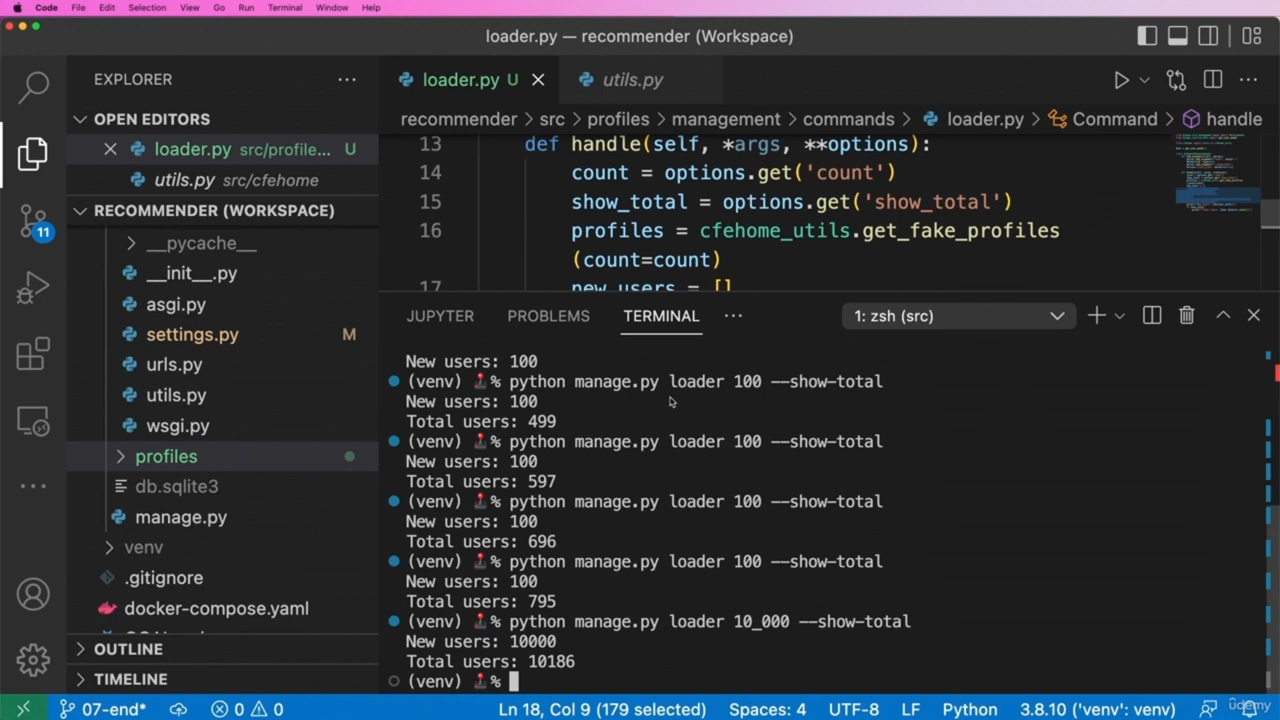 Code File Edit Selection View Go Run Terminal Window Help
loader.py — recommender (Workspace)
EXPLORER
loader.py U
utils.py
OPEN EDITORS
recommender > src > profiles > management > commands > loader.py > Command > handle
loader.py src/profile... U
utils.py src/cfehome
RECOMMENDER (WORKSPACE)
__pycache__
__init__.py
asgi.py
settings.py M
urls.py
utils.py
wsgi.py
profiles
db.sqlite3
manage.py
venv
.gitignore
docker-compose.yaml
OUTLINE
TIMELINE
11
13 def handle(self, *args, **options):
14 count = options.get('count')
15 show_total = options.get('show_total')
16 profiles = cfehome_utils.get_fake_profiles
(count=count)
17 new_users = []
JUPYTER PROBLEMS TERMINAL 1: zsh (src)
New users: 100
(venv) % python manage.py loader 100 --show-total
New users: 100
Total users: 499
(venv) % python manage.py loader 100 --show-total
New users: 100
Total users: 597
(venv) % python manage.py loader 100 --show-total
New users: 100
Total users: 696
(venv) % python manage.py loader 100 --show-total
New users: 100
Total users: 795
(venv) % python manage.py loader 10_000 --show-total
New users: 10000
Total users: 10186
(venv) %
07-end* 0 0 Ln 18, Col 9 (179 selected) Spaces: 4 UTF-8 LF Python 3.8.10 ('venv': venv)
udemy